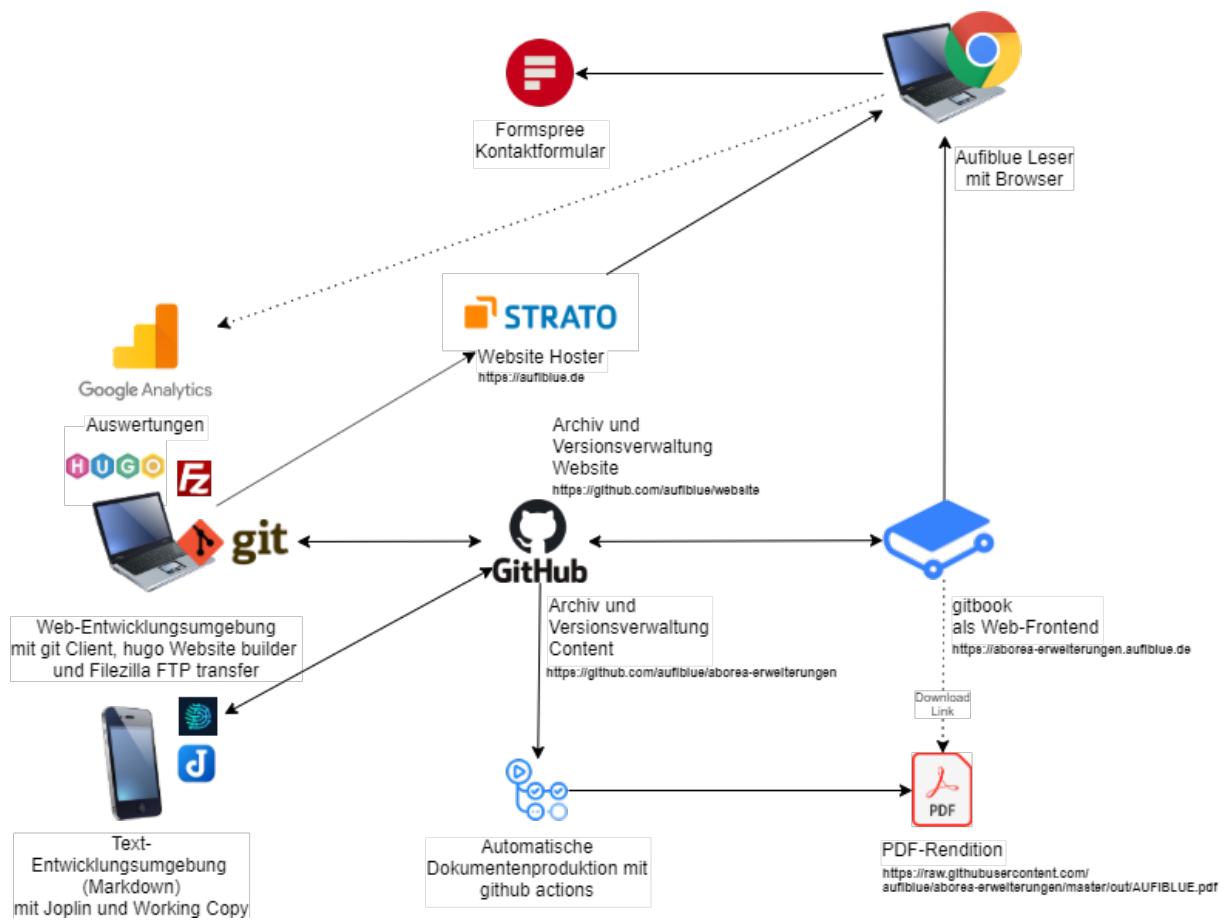 Formspree
Kontaktformular
Aufiblue Leser
mit Browser
STRATO
Website Hoster
https://aufiblue.de
Google Analytics
Auswertungen
HUGO
Fz
git
Archiv und
Versionsverwaltung
Website
https://github.com/aufiblue/website
GitHub
Archiv und
Versionsverwaltung
Content
https://github.com/aufiblue/aborea-erweiterungen
gitbook
als Web-Frontend
https://aborea-erweiterungen.aufiblue.de
Web-Entwicklungsumgebung
mit git Client, hugo Website builder
und Filezilla FTP transfer
Download
Link
J
PDF
Text-
Entwicklungsumgebung
(Markdown)
mit Joplin und Working Copy
Automatische
Dokumentenproduktion mit
github actions
PDF-Rendition
https://raw.githubusercontent.com/
aufiblue/aborea-erweiterungen/master/out/AUFIBLUE.pdf